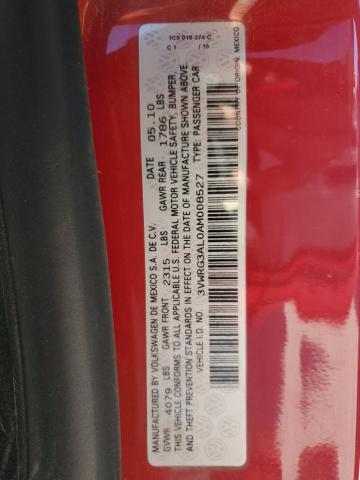 1C0 010 374 C
C 1 / 10
COUNTRY OF ORIGIN: MEXICO
MANUFACTURED BY VOLKSWAGEN DE MEXICO S.A. DE C.V. DATE 05.10
GVWR 4079 LBS GAWR FRONT 2315 LBS GAWR REAR 1786 LBS
THIS VEHICLE CONFORMS TO ALL APPLICABLE U.S. FEDERAL MOTOR VEHICLE SAFETY, BUMPER,
AND THEFT PREVENTION STANDARDS IN EFFECT ON THE DATE OF MANUFACTURE SHOWN ABOVE.
VEHICLE I.D. NO. 3VWRG3AL0AM008527 TYPE: PASSENGER CAR